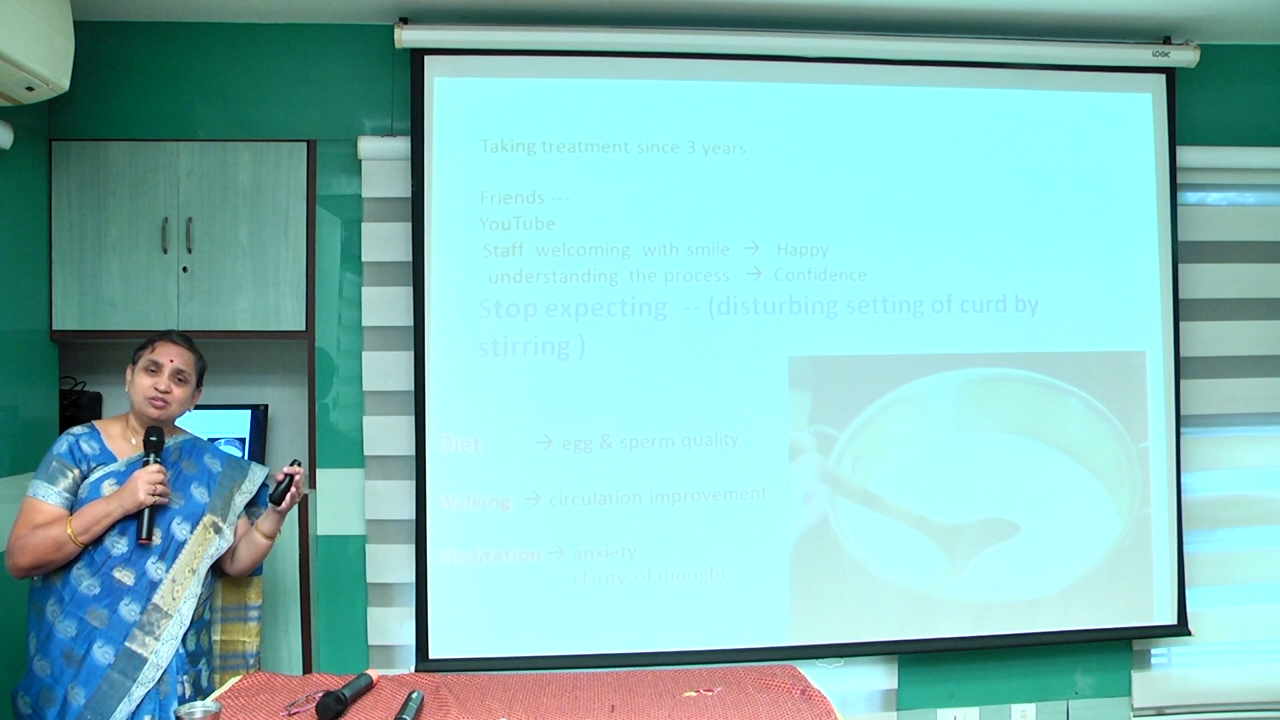 LOGIC
Taking treatment since 3 years
Friends ---
YouTube
Staff welcoming with smile → Happy
understanding the process → Confidence
Stop expecting -- (disturbing setting of curd by
stirring )
Diet → egg & sperm quality
Walking → circulation improvement
Meditation → anxiety
clarity of thought